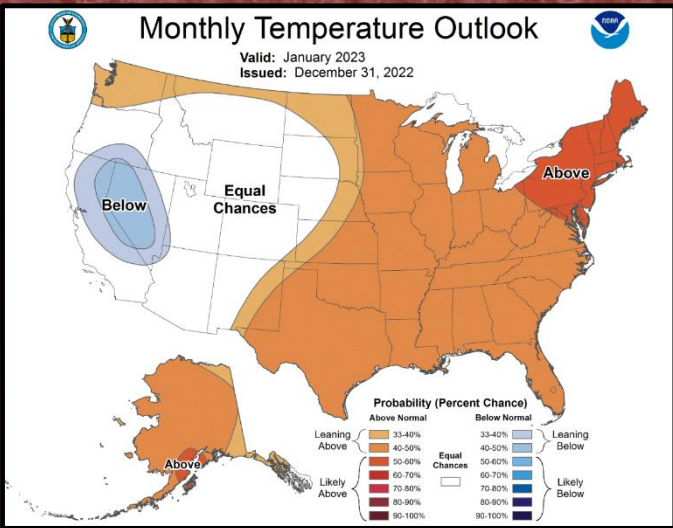 Monthly Temperature Outlook
Valid: January 2023
Issued: December 31, 2022
NOAA
Below
Equal
Chances
Above
Above
Probability (Percent Chance)
Above Normal
Below Normal
Leaning
Above
33-40%
40-50%
Likely
Above
50-60%
60-70%
70-80%
80-90%
90-100%
Equal
Chances
33-40%
40-50%
Leaning
Below
50-60%
60-70%
70-80%
80-90%
90-100%
Likely
Below